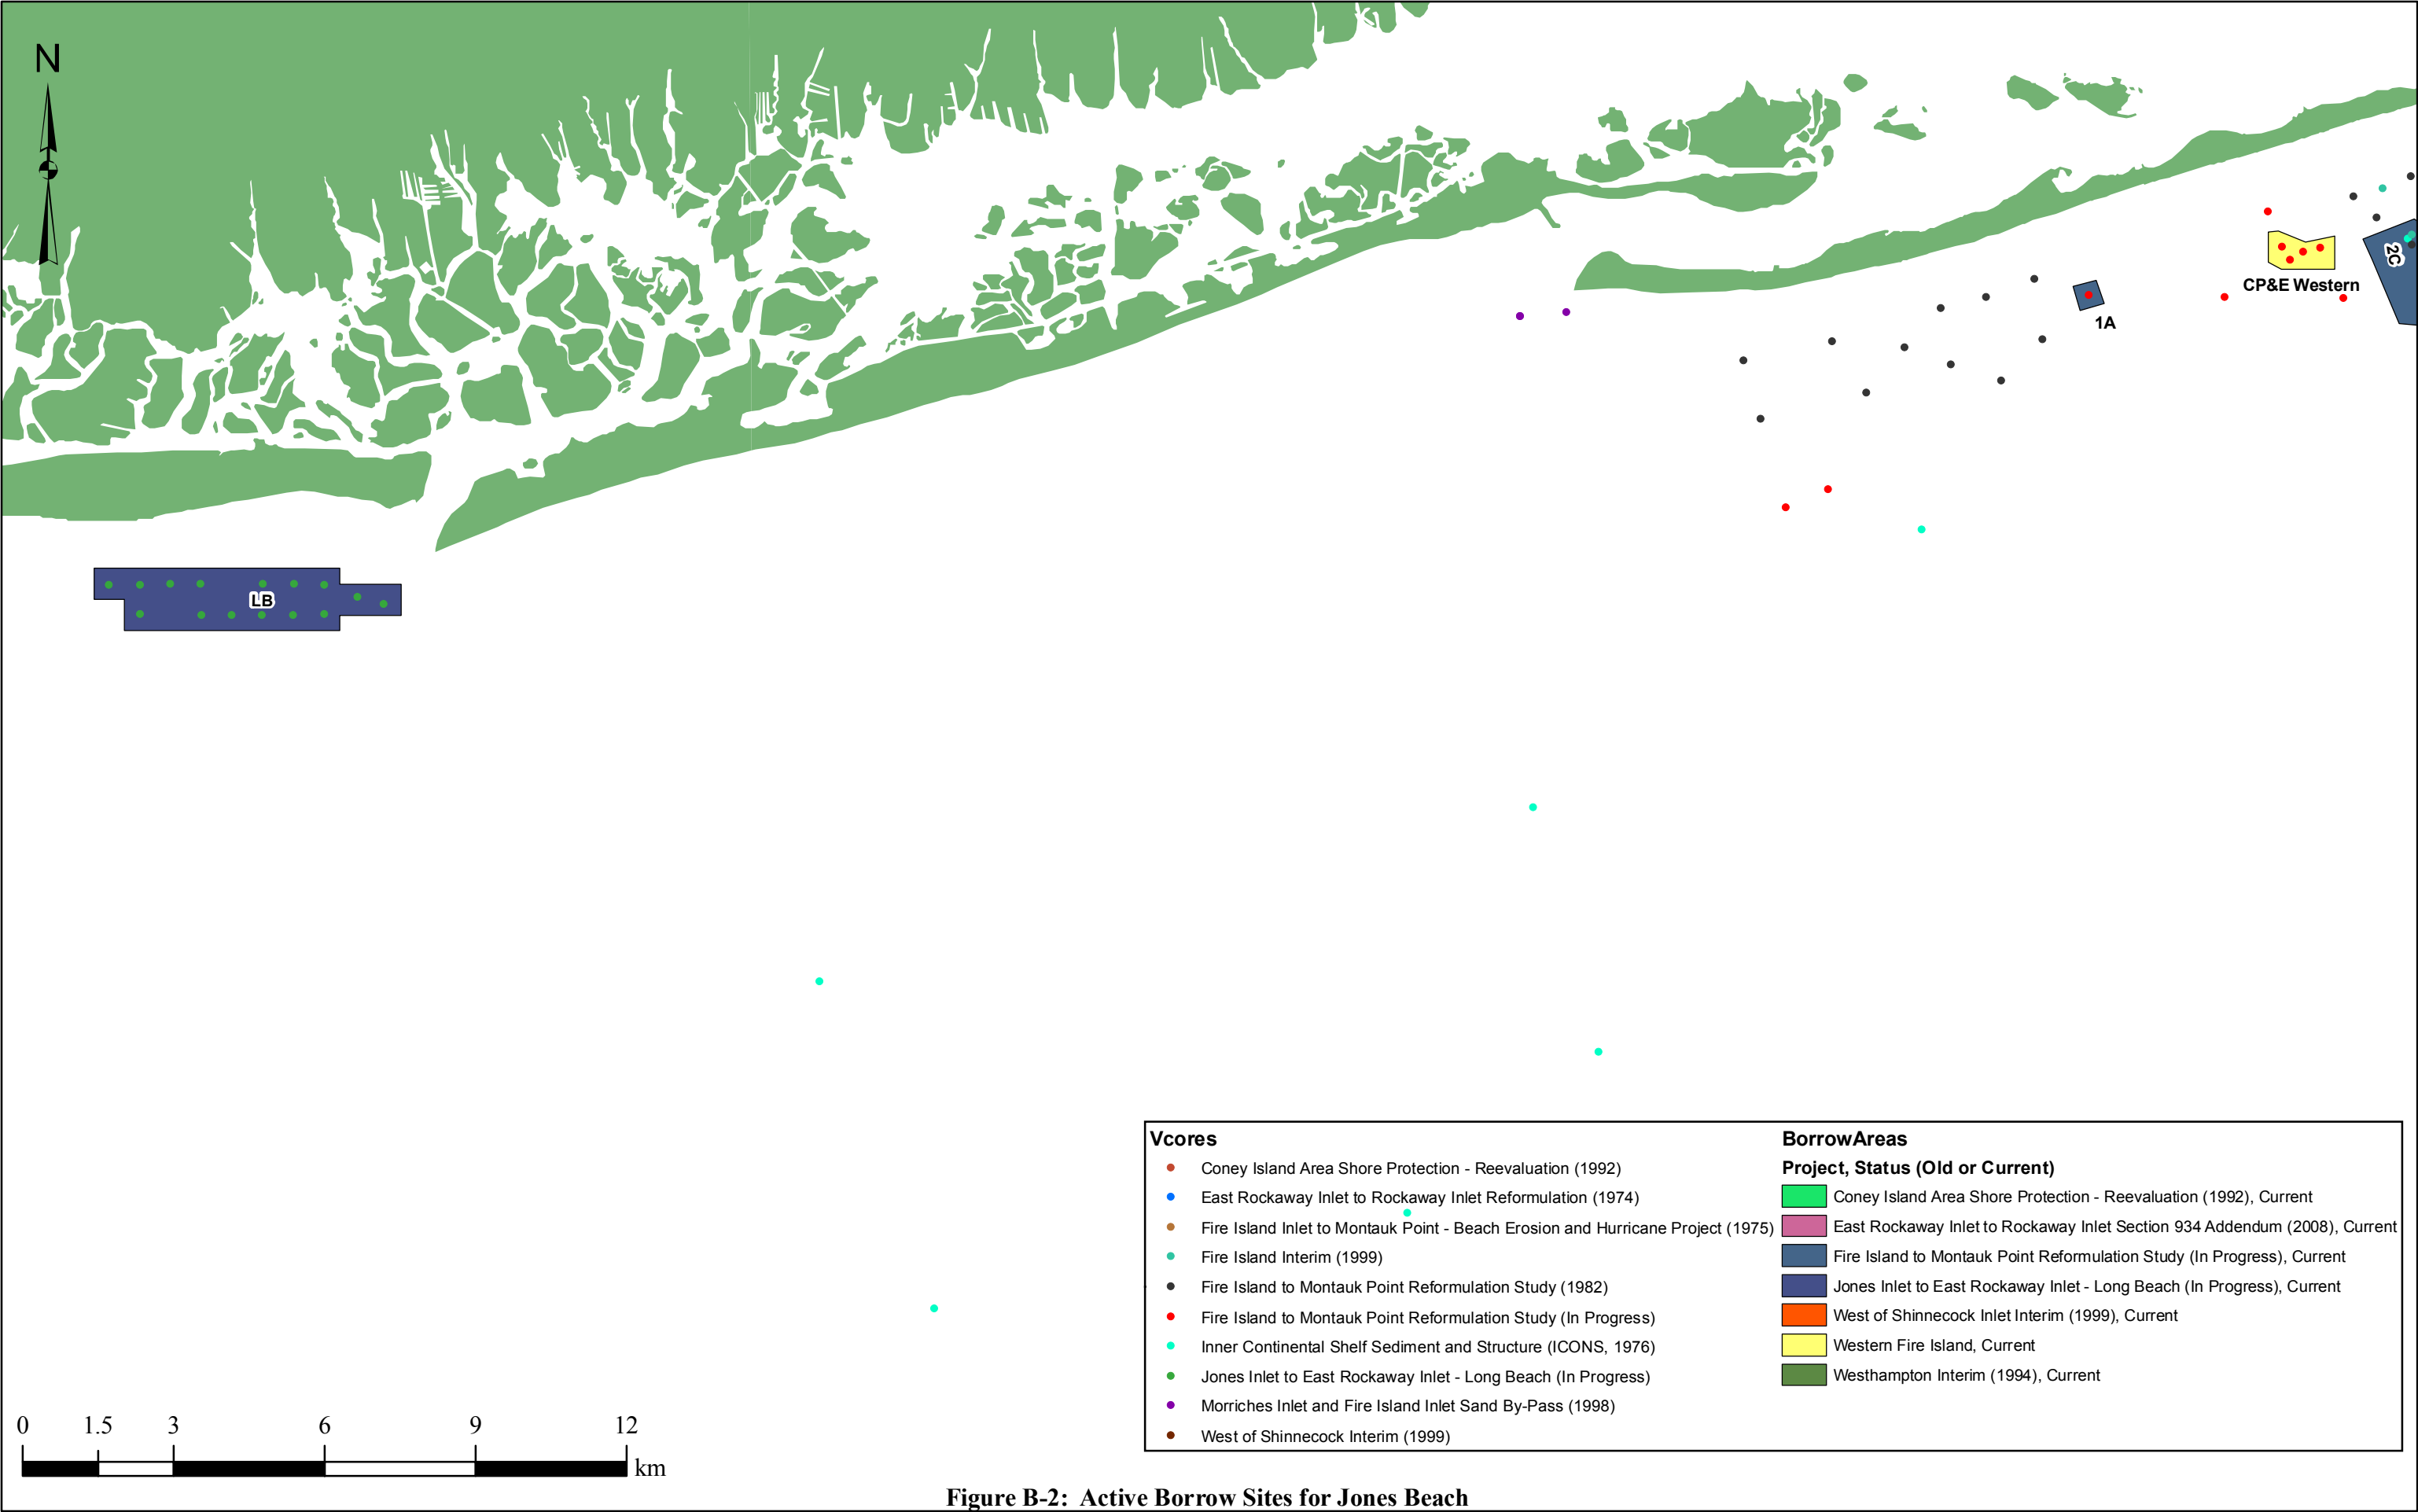 N
2C
CP&E Western
1A
LB
Vcores
Coney Island Area Shore Protection - Reevaluation (1992)
East Rockaway Inlet to Rockaway Inlet Reformulation (1974)
Fire Island Inlet to Montauk Point - Beach Erosion and Hurricane Project (1975)
Fire Island Interim (1999)
Fire Island to Montauk Point Reformulation Study (1982)
Fire Island to Montauk Point Reformulation Study (In Progress)
Inner Continental Shelf Sediment and Structure (ICONS, 1976)
Jones Inlet to East Rockaway Inlet - Long Beach (In Progress)
Morriches Inlet and Fire Island Inlet Sand By-Pass (1998)
West of Shinnecock Interim (1999)
BorrowAreas
Project, Status (Old or Current)
Coney Island Area Shore Protection - Reevaluation (1992), Current
East Rockaway Inlet to Rockaway Inlet Section 934 Addendum (2008), Current
Fire Island to Montauk Point Reformulation Study (In Progress), Current
Jones Inlet to East Rockaway Inlet - Long Beach (In Progress), Current
West of Shinnecock Inlet Interim (1999), Current
Western Fire Island, Current
Westhampton Interim (1994), Current
0 1.5 3 6 9 12
km
Figure B-2: Active Borrow Sites for Jones Beach